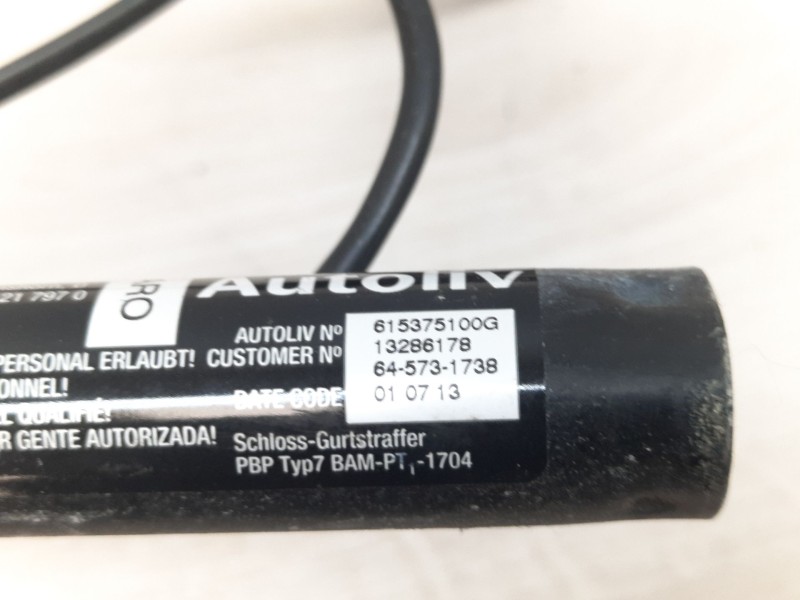 21 797 0
RO
Autoliv
AUTOLIV Nº 615375100G
PERSONAL ERLAUBT! CUSTOMER Nº 13286178
ONNEL! 64-573-1738
QUALIFIÉ! DATE CODE 01 07 13
R GENTE AUTORIZADA! Schloss-Gurtstraffer
PBP Typ7 BAM-PT₁-1704